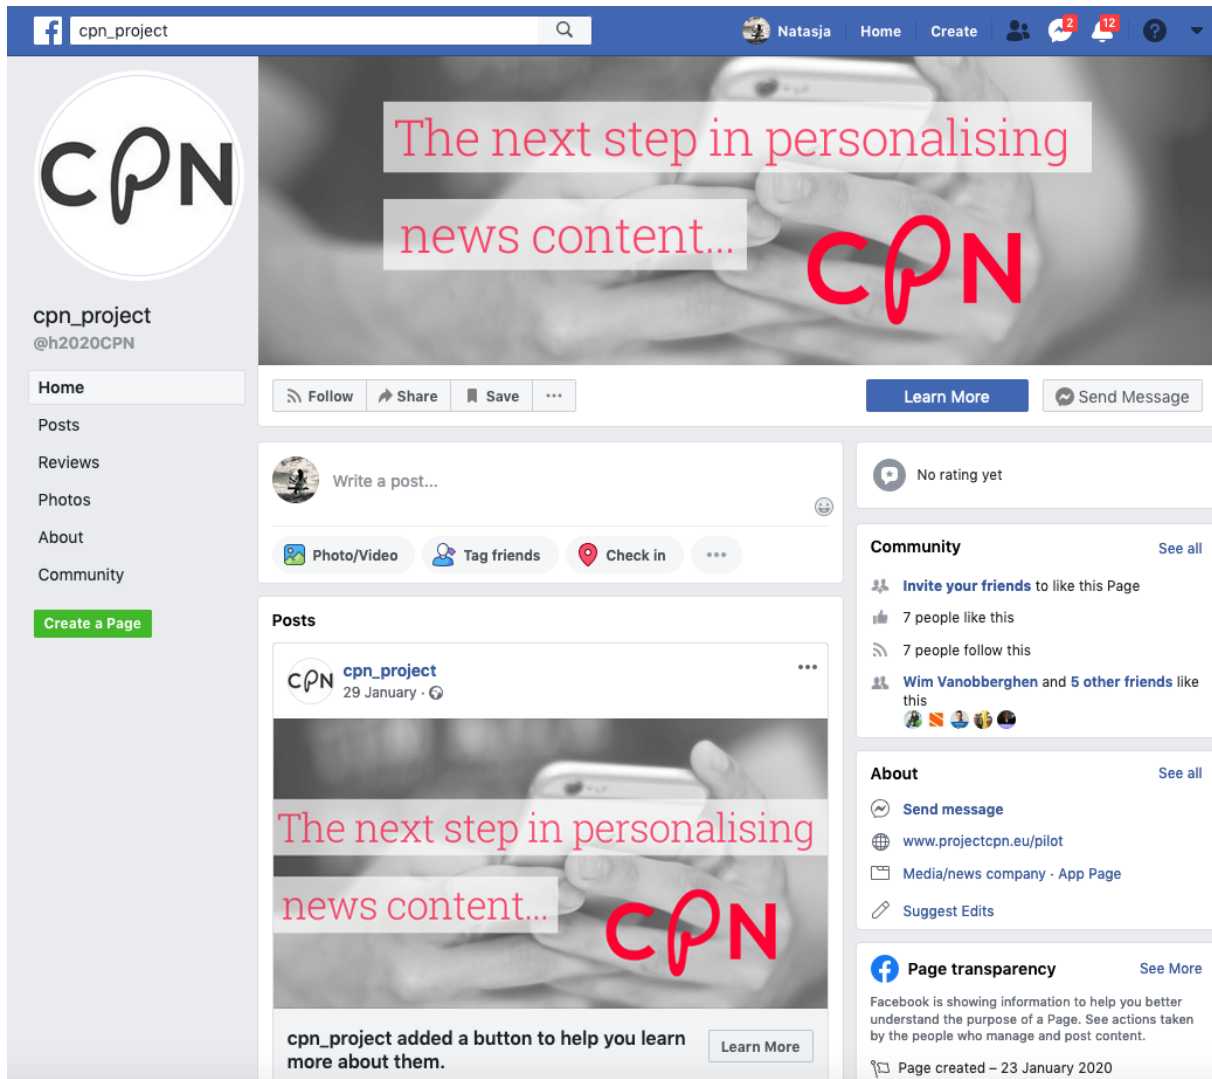 cpn_project
Natasja
Home
Create
2
12
?
CPN
The next step in personalising
news content...
CPN
cpn_project
@h2020CPN
Home
Posts
Reviews
Photos
About
Community
Create a Page
Follow
Share
Save
Learn More
Send Message
Write a post...
Photo/Video
Tag friends
Check in
Posts
CPN
cpn_project
29 January ·
The next step in personalising
news content...
CPN
cpn_project added a button to help you learn
more about them.
Learn More
No rating yet
Community
See all
Invite your friends to like this Page
7 people like this
7 people follow this
Wim Vanobberghen and 5 other friends like
this
About
See all
Send message
www.projectcpn.eu/pilot
Media/news company · App Page
Suggest Edits
Page transparency
See More
Facebook is showing information to help you better
understand the purpose of a Page. See actions taken
by the people who manage and post content.
Page created – 23 January 2020